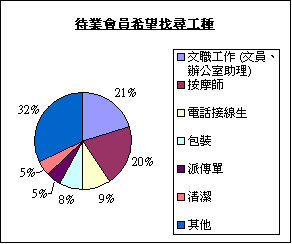 待業會員希望找尋工種
文職工作 (文員、
辦公室助理)
按摩師
電話接線生
包裝
派傳單
清潔
其他
21%
20%
9%
8%
5%
5%
32%